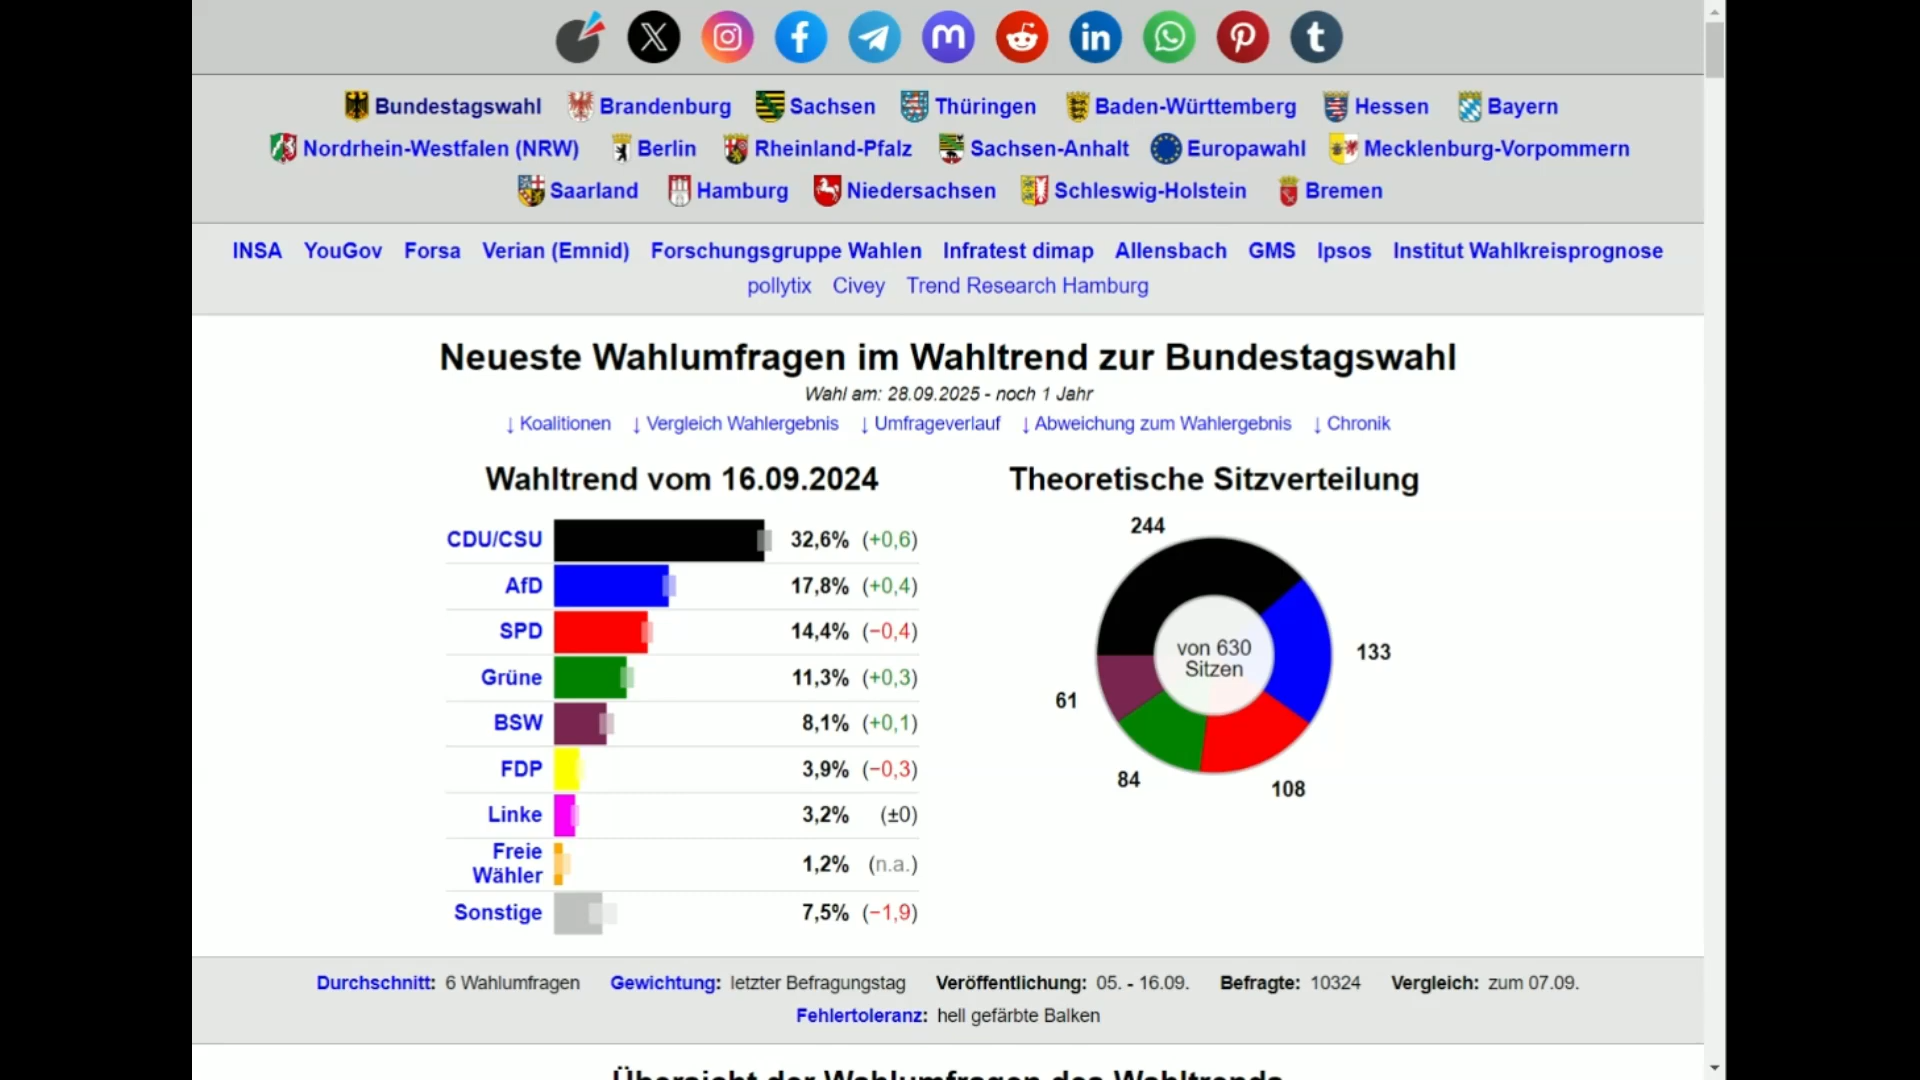 Bundestagswahl Brandenburg Sachsen Thüringen Baden-Württemberg Hessen Bayern
Nordrhein-Westfalen (NRW) Berlin Rheinland-Pfalz Sachsen-Anhalt Europawahl Mecklenburg-Vorpommern
Saarland Hamburg Niedersachsen Schleswig-Holstein Bremen
INSA YouGov Forsa Verian (Emnid) Forschungsgruppe Wahlen Infratest dimap Allensbach GMS Ipsos Institut Wahlkreisprognose
pollytix Civey Trend Research Hamburg
Neueste Wahlumfragen im Wahltrend zur Bundestagswahl
Wahl am: 28.09.2025 - noch 1 Jahr
↓ Koalitionen ↓ Vergleich Wahlergebnis ↓ Umfrageverlauf ↓ Abweichung zum Wahlergebnis ↓ Chronik
Wahltrend vom 16.09.2024
CDU/CSU 32,6% (+0,6)
AfD 17,8% (+0,4)
SPD 14,4% (−0,4)
Grüne 11,3% (+0,3)
BSW 8,1% (+0,1)
FDP 3,9% (−0,3)
Linke 3,2% (±0)
Freie
Wähler 1,2% (n.a.)
Sonstige 7,5% (−1,9)
Theoretische Sitzverteilung
244
von 630
Sitzen
133
61
84
108
Durchschnitt: 6 Wahlumfragen Gewichtung: letzter Befragungstag Veröffentlichung: 05. - 16.09. Befragte: 10324 Vergleich: zum 07.09.
Fehlertoleranz: hell gefärbte Balken
Übersicht der Wahlumfragen des Wahltrends